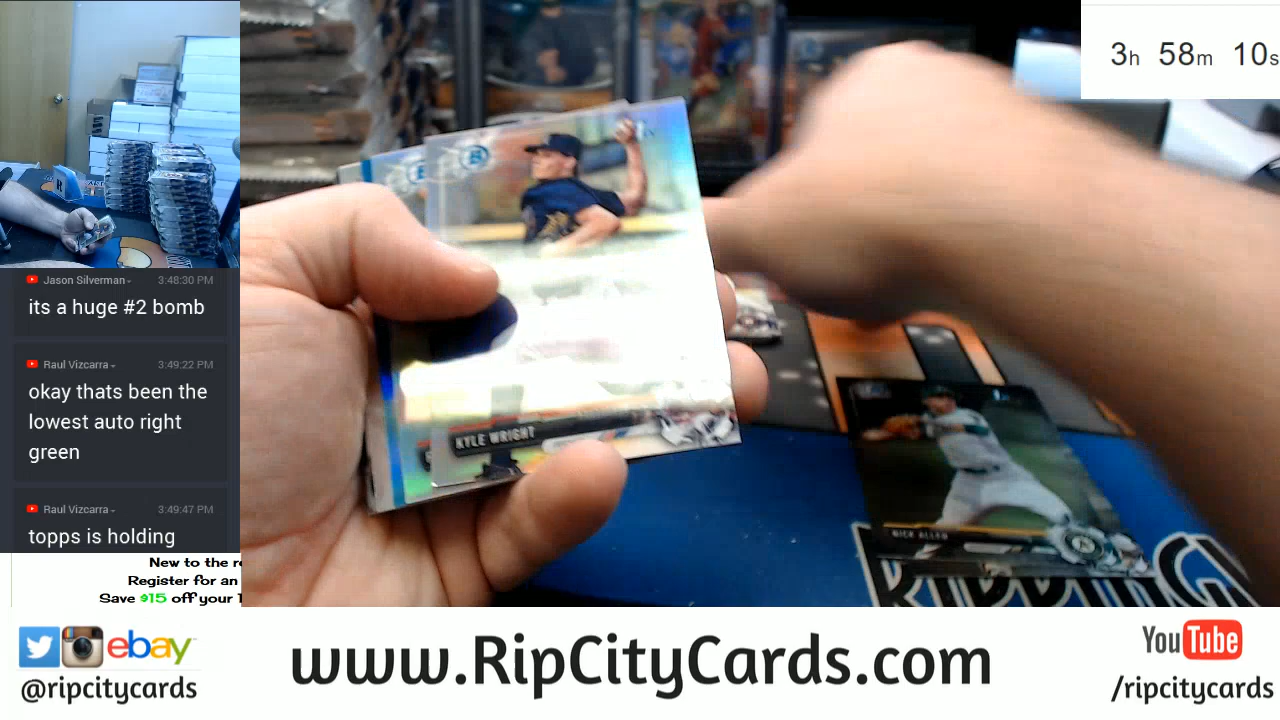 3h 58m 10s
Jason Silverman 3:48:30 PM
its a huge #2 bomb
Raul Vizcarra 3:49:22 PM
okay thats been the
lowest auto right
green
Raul Vizcarra 3:49:47 PM
topps is holding
New to the
Register for an
Save $15 off your
KYLE WRIGHT
NICK ALLEN
ebay
@ripcitycards
www.RipCityCards.com
YouTube
/ripcitycards